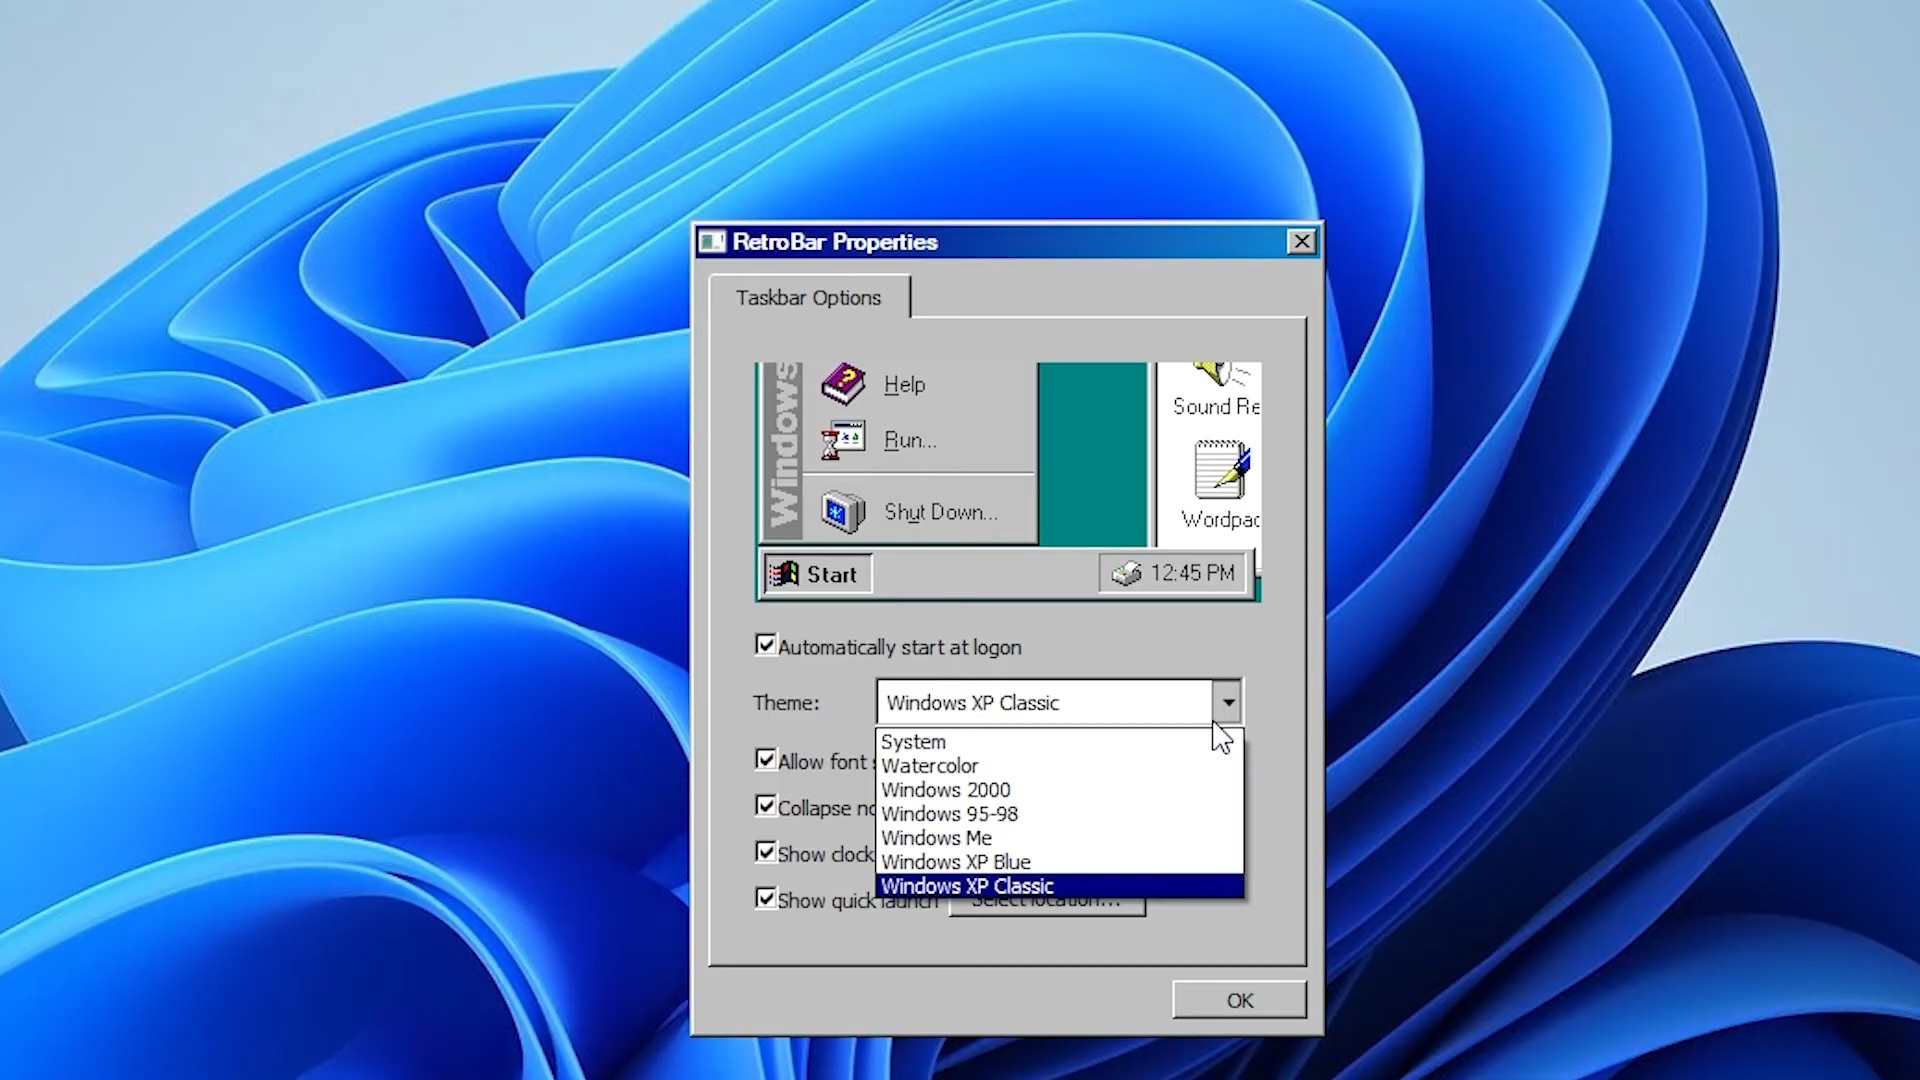 RetroBar Properties
Taskbar Options
Windows
Help
Run...
Shut Down...
Sound Re
Wordpad
Start
12:45 PM
Automatically start at logon
Theme:
Windows XP Classic
System
Watercolor
Windows 2000
Windows 95-98
Windows Me
Windows XP Blue
Windows XP Classic
Allow font
Collapse no
Show clock
Show quick launch
Select location...
OK